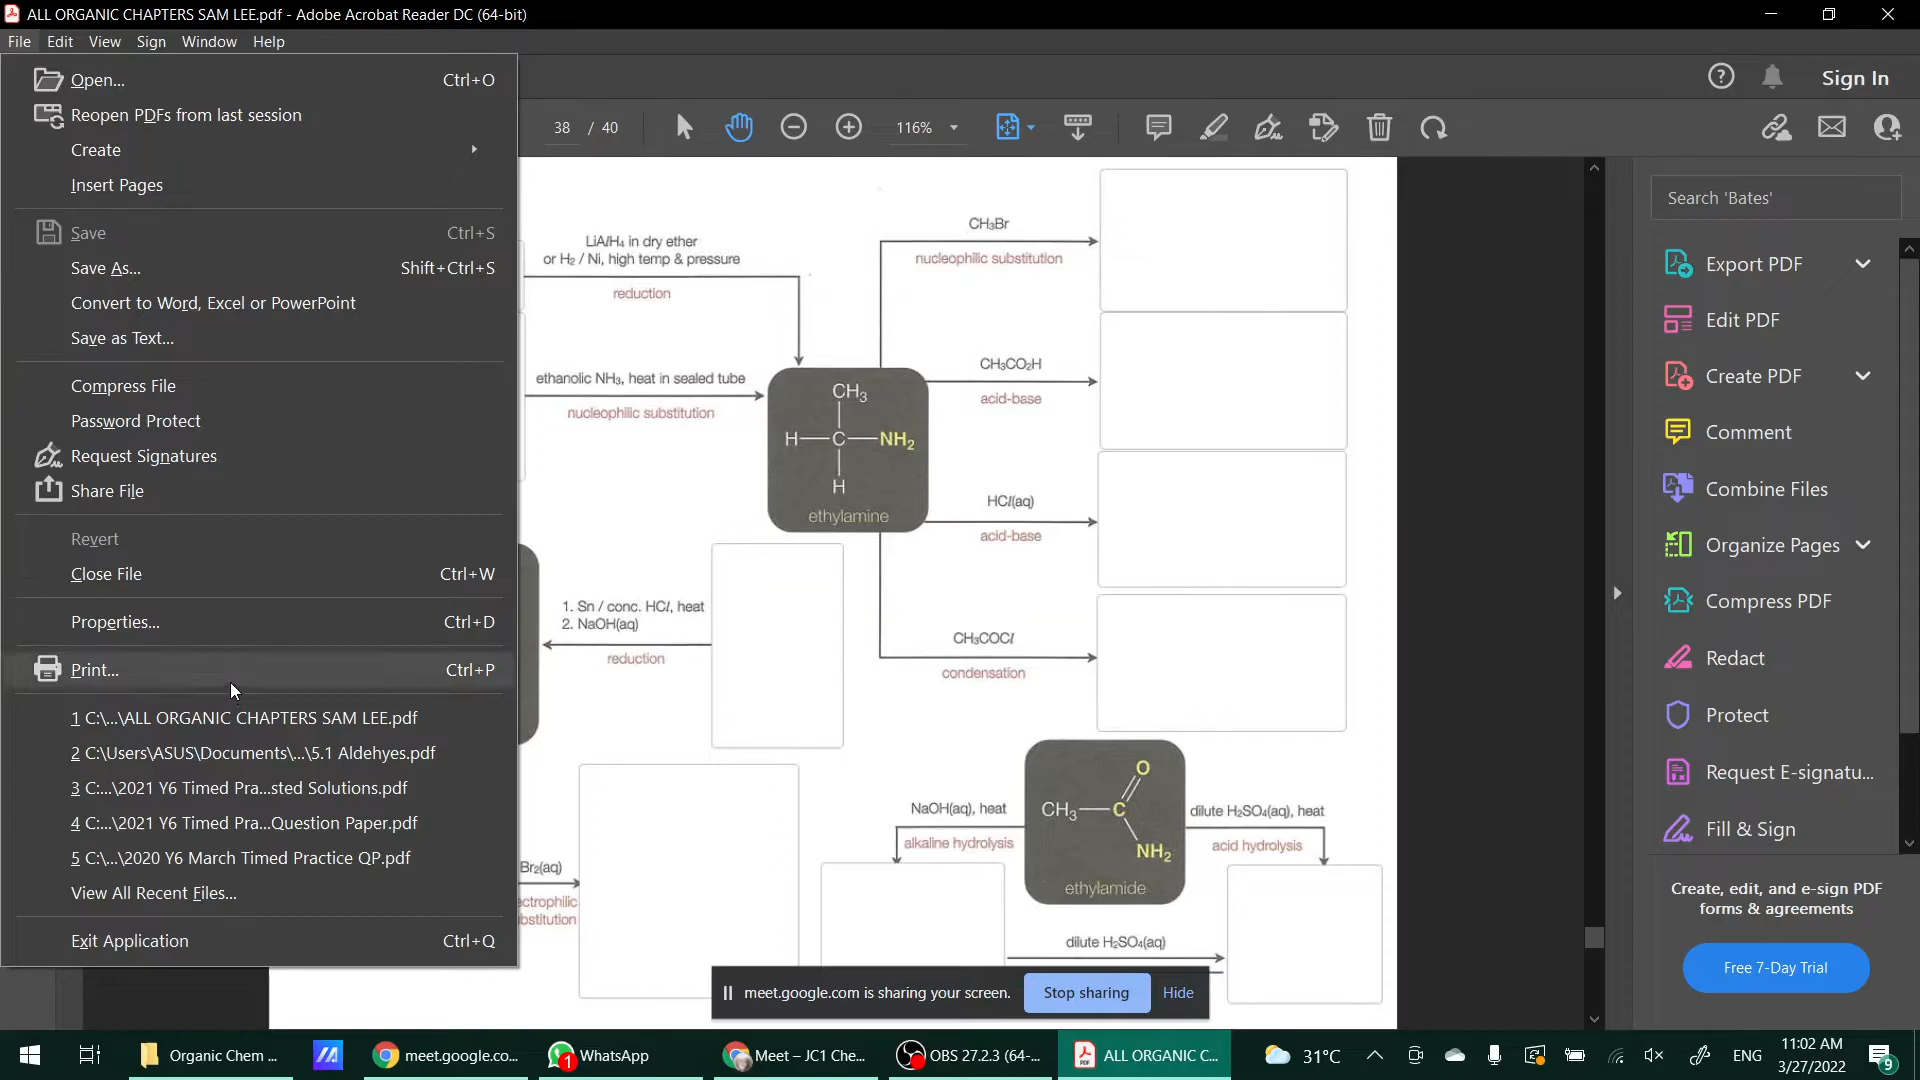 ALL ORGANIC CHAPTERS SAM LEE.pdf - Adobe Acrobat Reader DC (64-bit)
File Edit View Sign Window Help
Open... Ctrl+O
Reopen PDFs from last session
Create
Insert Pages
Save Ctrl+S
Save As... Shift+Ctrl+S
Convert to Word, Excel or PowerPoint
Save as Text...
Compress File
Password Protect
Request Signatures
Share File
Revert
Close File Ctrl+W
Properties... Ctrl+D
Print... Ctrl+P
1 C:\...\ALL ORGANIC CHAPTERS SAM LEE.pdf
2 C:\Users\ASUS\Documents\...\5.1 Aldehyes.pdf
3 C:...\2021 Y6 Timed Pra...sted Solutions.pdf
4 C:...\2021 Y6 Timed Pra...Question Paper.pdf
5 C:\...\2020 Y6 March Timed Practice QP.pdf
View All Recent Files...
Exit Application Ctrl+Q
Sign In
38 / 40
116%
LiAlH₄ in dry ether
or H₂ / Ni, high temp & pressure
reduction
ethanolic NH₃, heat in sealed tube
nucleophilic substitution
CH₃
H C NH₂
H
ethylamine
CH₃Br
nucleophilic substitution
CH₃CO₂H
acid-base
HCl(aq)
acid-base
CH₃COCl
condensation
1. Sn / conc. HCl, heat
2. NaOH(aq)
reduction
Br₂(aq)
ctrophilic
bstitution
NaOH(aq), heat
alkaline hydrolysis
O
CH₃ C
NH₂
ethylamide
dilute H₂SO₄(aq), heat
acid hydrolysis
dilute H₂SO₄(aq)
Search 'Bates'
Export PDF
Edit PDF
Create PDF
Comment
Combine Files
Organize Pages
Compress PDF
Redact
Protect
Request E-signatu...
Fill & Sign
Create, edit, and e-sign PDF
forms & agreements
Free 7-Day Trial
meet.google.com is sharing your screen. Stop sharing Hide
Organic Chem ... meet.google.co... 1 WhatsApp Meet – JC1 Che... OBS 27.2.3 (64-... ALL ORGANIC C... 31°C ENG
11:02 AM
3/27/2022
9